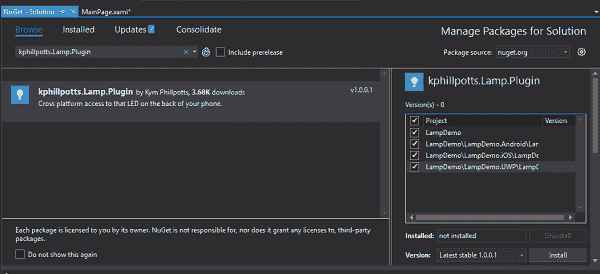 NuGet - Solution
MainPage.xaml*
Browse Installed Updates Consolidate
Manage Packages for Solution
kphillpotts.Lamp.Plugin
Include prerelease
Package source: nuget.org
kphillpotts.Lamp.Plugin by Kym Phillpotts, 3.68K downloads
v1.0.0.1
Cross platform access to that LED on the back of your phone.
Each package is licensed to you by its owner. NuGet is not responsible, nor does it grant any licenses to, third-party
packages.
Do not show this again
kphillpotts.Lamp.Plugin
Version(s) - 0
Project Version
LampDemo
LampDemo\LampDemo.Android\Lar
LampDemo\LampDemo.iOS\LampDe
LampDemo\LampDemo.UWP\Lamp
Installed: not installed Uninstall
Version: Latest stable 1.0.0.1 Install